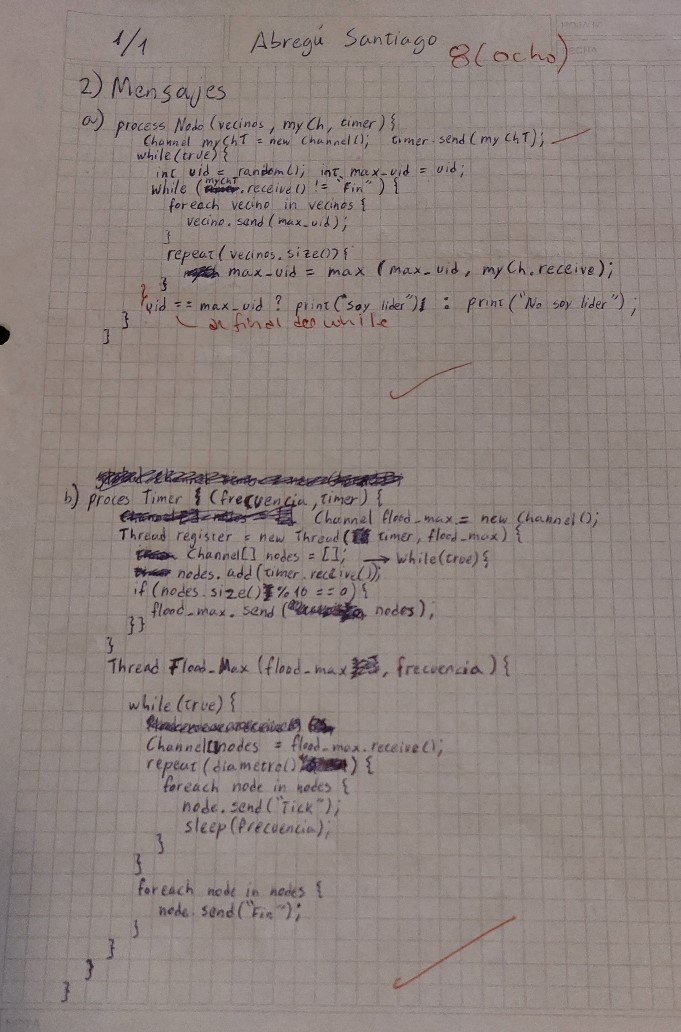 1/1
Abregú Santiago
8(ocho)
2) Mensajes
a) process Nodo (vecinos, myCh, timer) {
Channel myChT = new Channel(); timer.send(myChT);
while(true) {
int uid = random(); int max_uid = uid;
while (myChT.receive() != "Fin") {
foreach vecino in vecinos {
vecino.send(max_uid);
}
repeat(vecinos.size()) {
max_uid = max (max_uid, myCh.receive);
}
} uid == max_uid ? print("soy lider") : print("No soy lider");
} al final del while
}
b) proces Timer (frecuencia, timer) {
Channel flood_max = new Channel();
Thread register = new Thread( timer, flood_max) {
Channel[] nodes = []; → while(true) {
nodes.add(timer.receive());
if (nodes.size() % 10 == 0) {
flood_max.send( nodes);
}}
}
Thread Flood_Max (flood_max, frecuencia) {
while(true) {
Channel[] nodes = flood_max.receive();
repeat(diametro()) {
foreach node in nodes {
node.send("Tick");
sleep(frecuencia);
}
}
foreach node in nodes {
node.send("Fin");
}
}
}
}